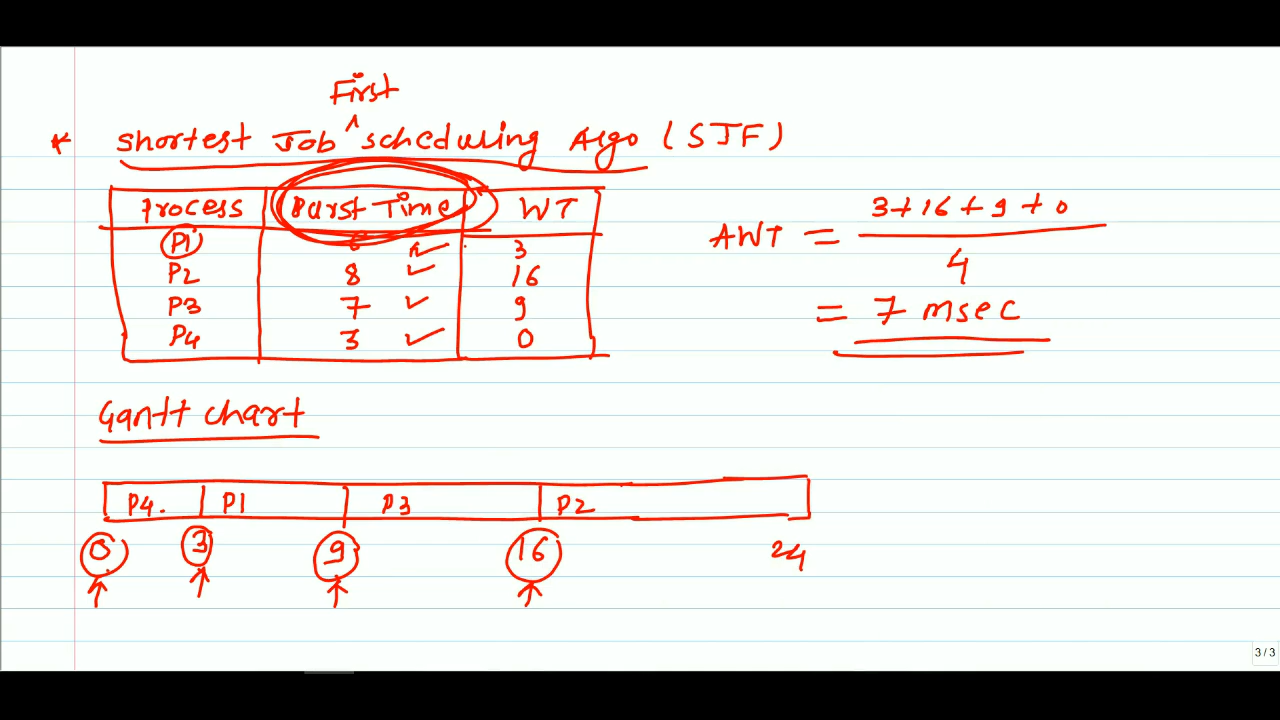 First
* Shortest Job ^ scheduling Algo (SJF)
Process Burst Time WT
P1 6 3
P2 8 16
P3 7 9
P4 3 0
AWT = 3+16+9+0
4
= 7 msec
Gantt chart
P4. P1 P3 P2
0 3 9 16 24
3 / 3